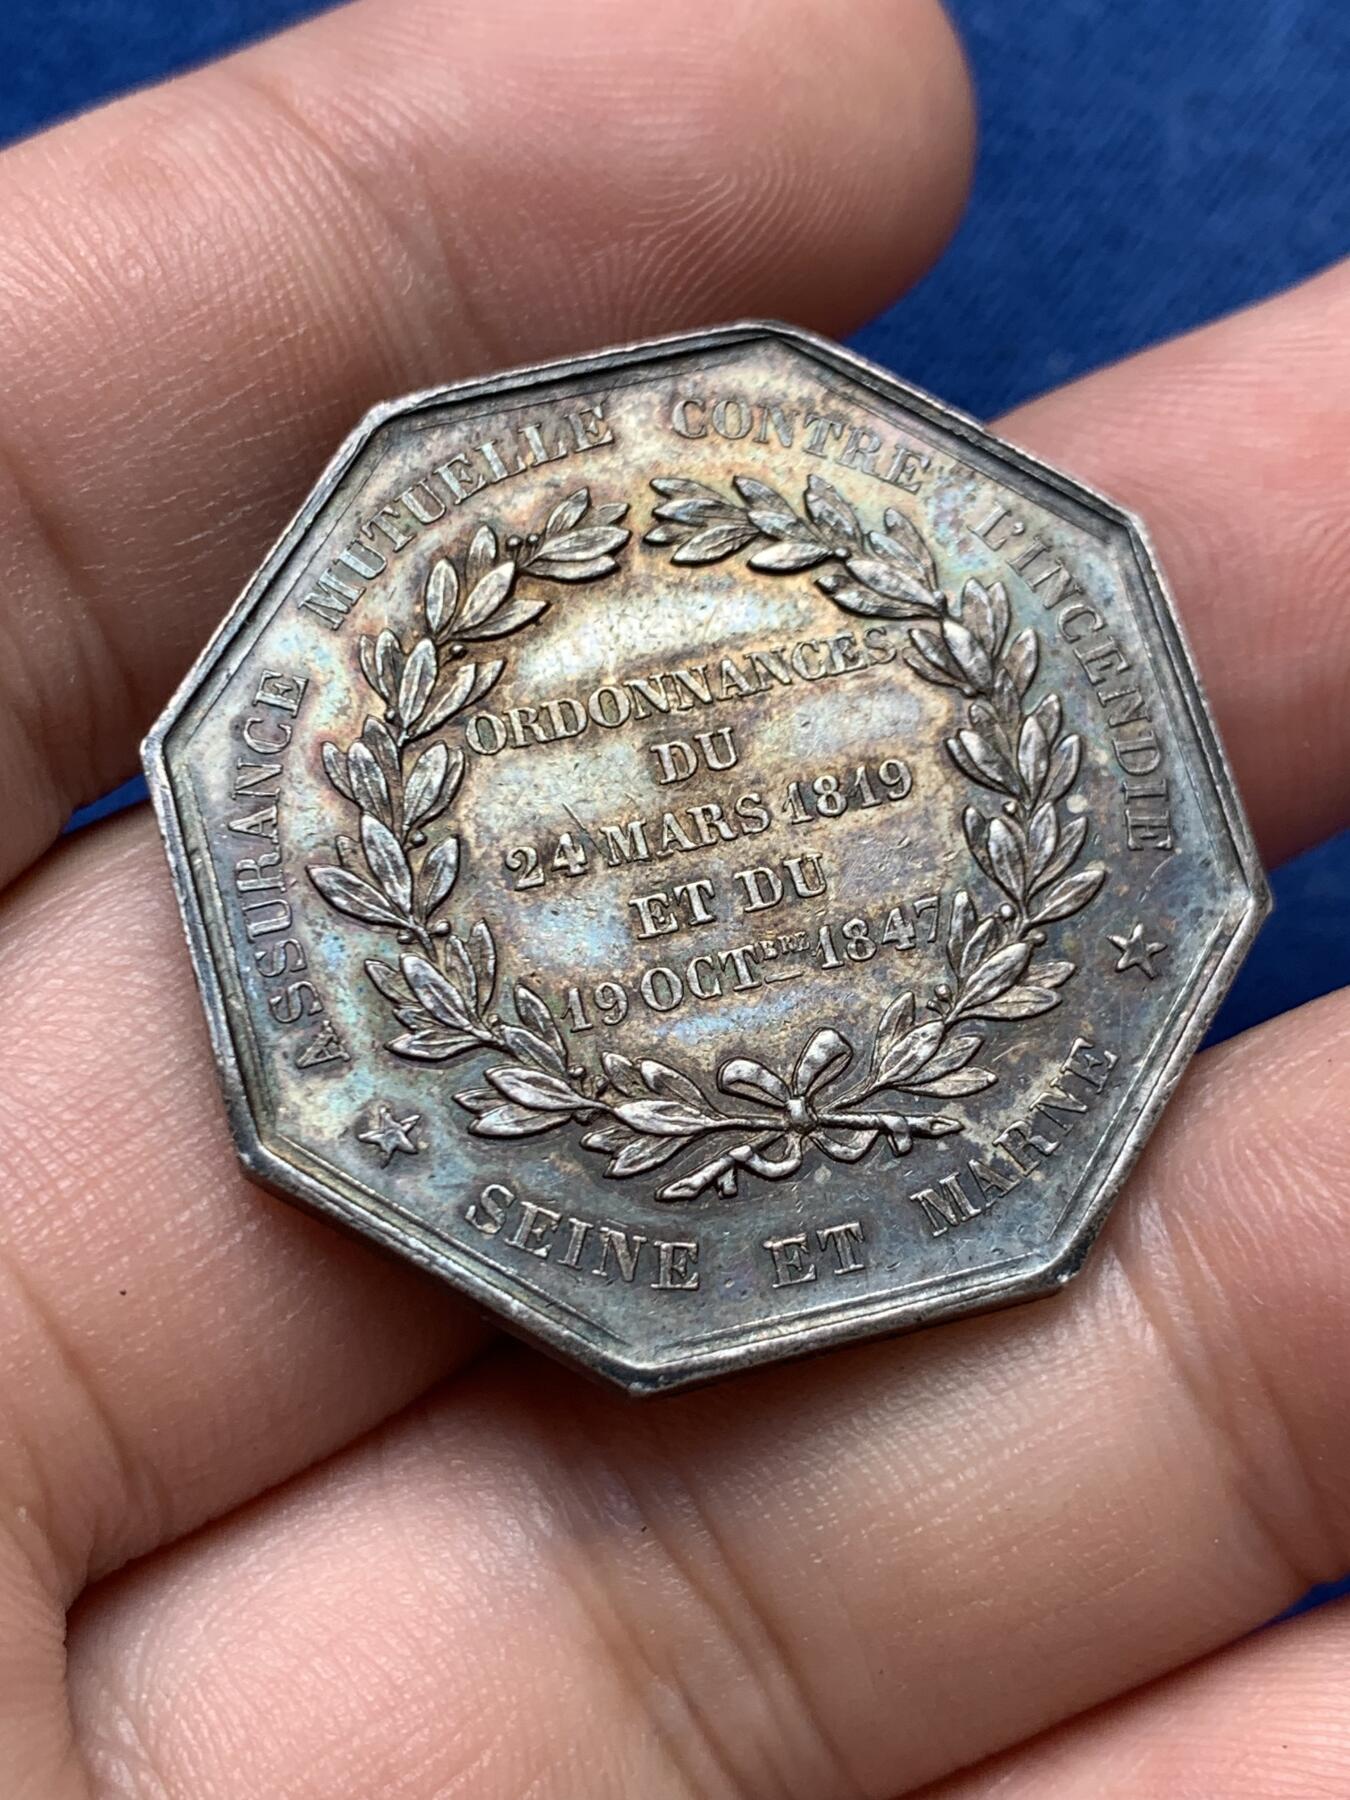 ASSURANCE MUTUELLE CONTRE L'INCENDIE
ORDONNANCES
DU
24 MARS 1819
ET DU
19 OCTBRE 1847
SEINE ET MARNE